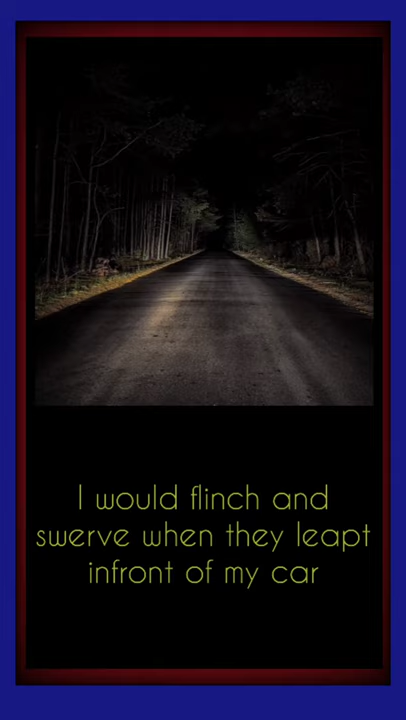 I would flinch and
swerve when they leapt
infront of my car